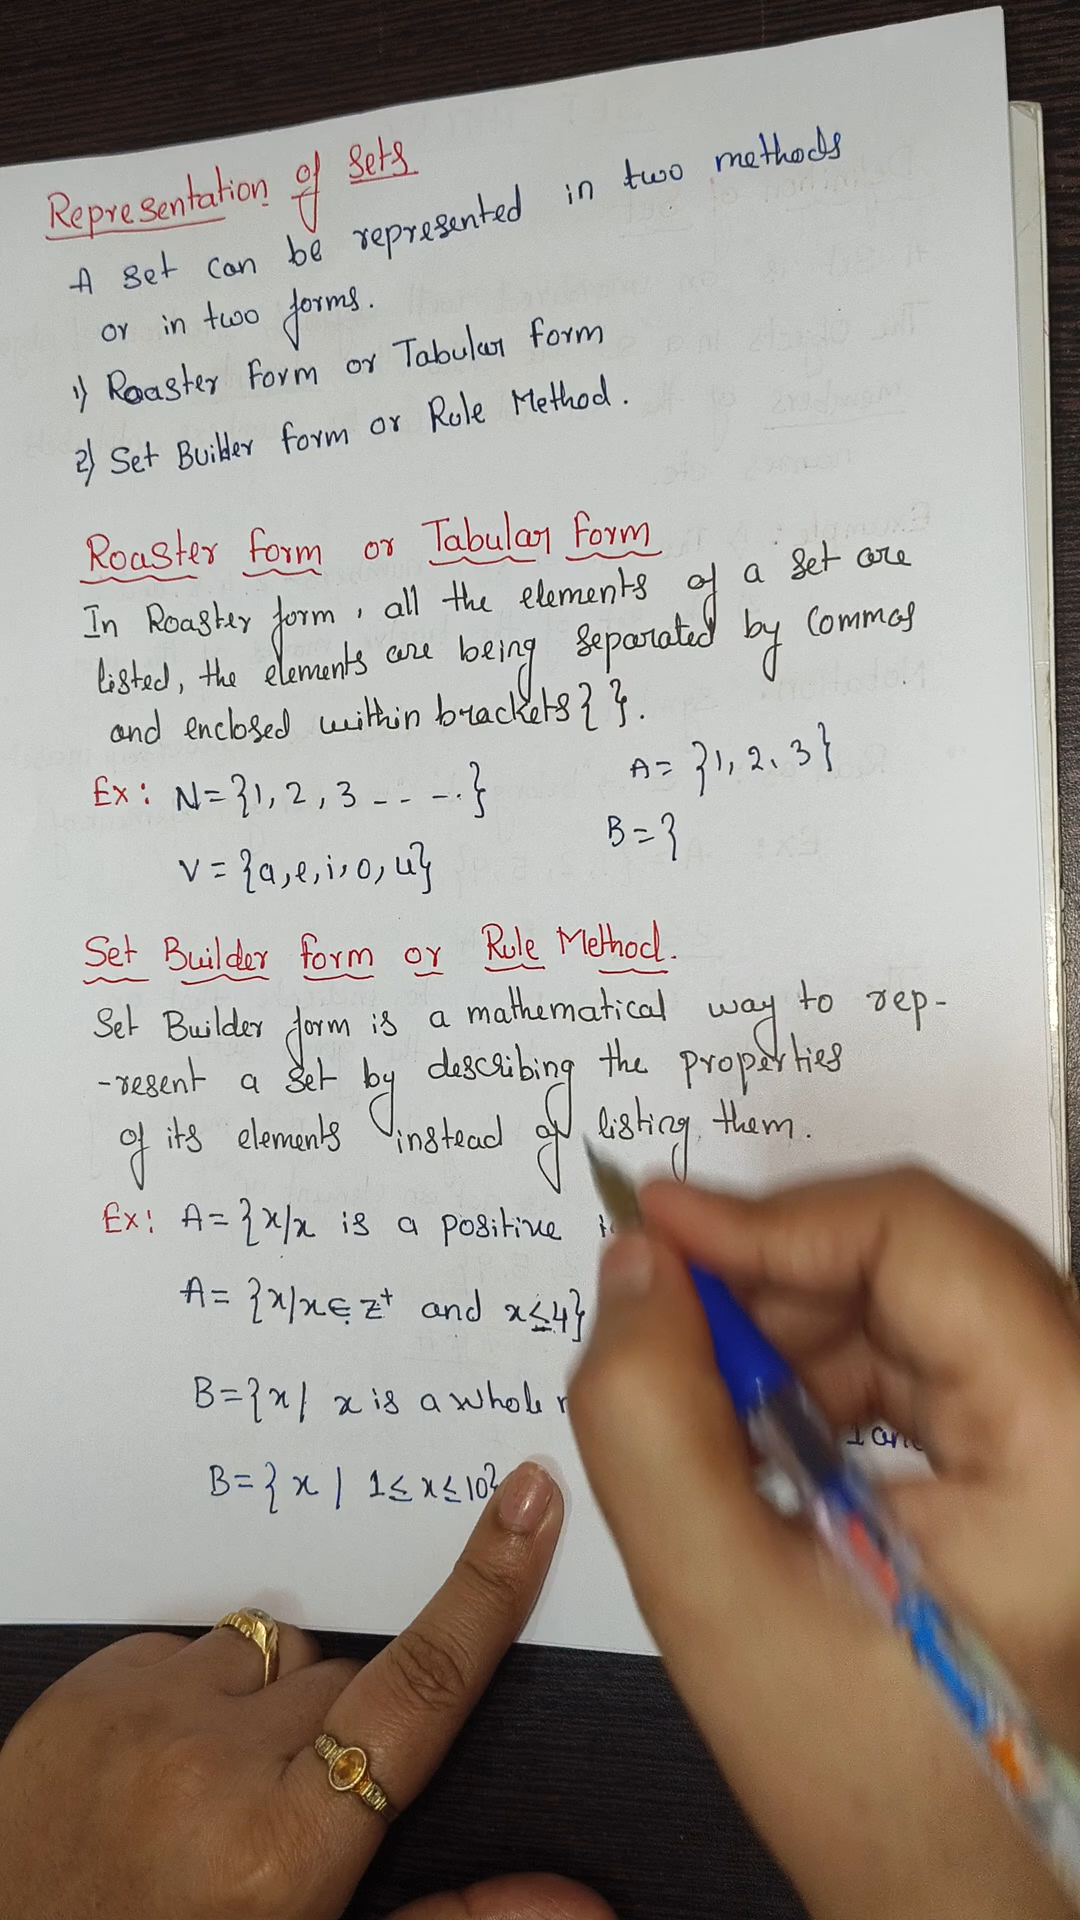 Representation of Sets
A set can be represented in two methods
or in two forms.
1) Roaster Form or Tabular Form
2) Set Builder form or Rule Method.
Roaster form or Tabular Form
In Roaster form, all the elements of a set are
listed, the elements are being separated by commas
and enclosed within brackets { }.
Ex: N={1, 2, 3 - - - .}
A= {1, 2, 3}
V = {a, e, i, o, u}
B = {
Set Builder form or Rule Method.
Set Builder form is a mathematical way to rep-
-resent a set by describing the properties
of its elements instead of listing them.
Ex: A={x/x is a positive
A= {x/x∈z⁺ and x≤4}
B={x/ x is a whole
1 and
B={ x / 1≤ x≤10}